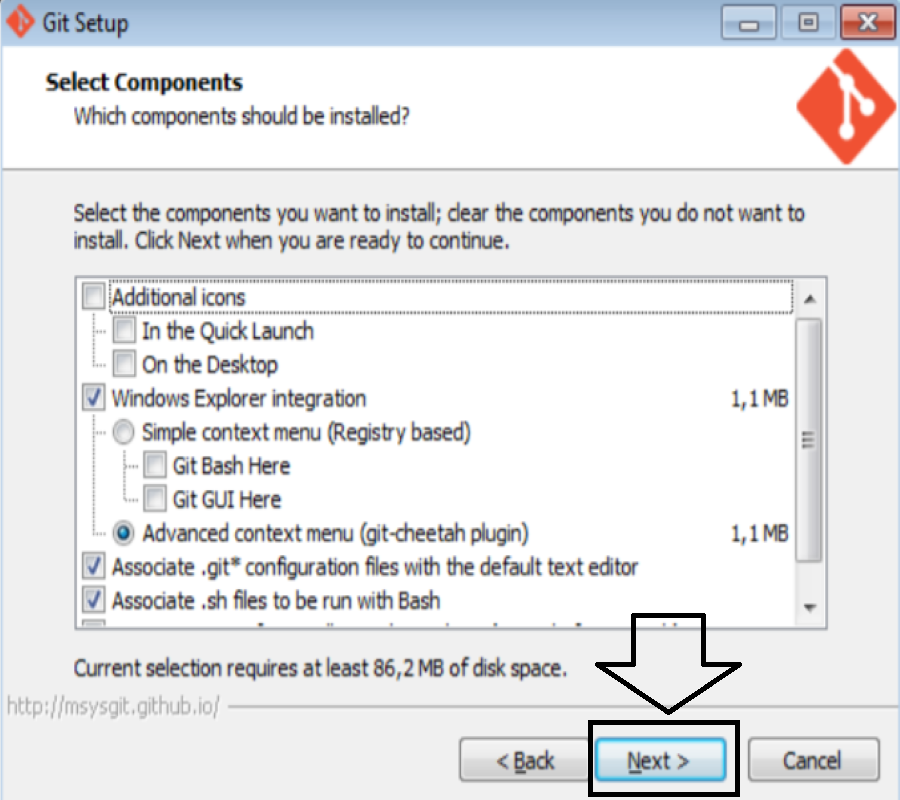 Git Setup
Select Components
Which components should be installed?
Select the components you want to install; clear the components you do not want to
install. Click Next when you are ready to continue.
Additional icons
In the Quick Launch
On the Desktop
Windows Explorer integration 1,1 MB
Simple context menu (Registry based)
Git Bash Here
Git GUI Here
Advanced context menu (git-cheetah plugin) 1,1 MB
Associate .git* configuration files with the default text editor
Associate .sh files to be run with Bash
Current selection requires at least 86,2 MB of disk space.
http://msysgit.github.io/
< Back Next > Cancel